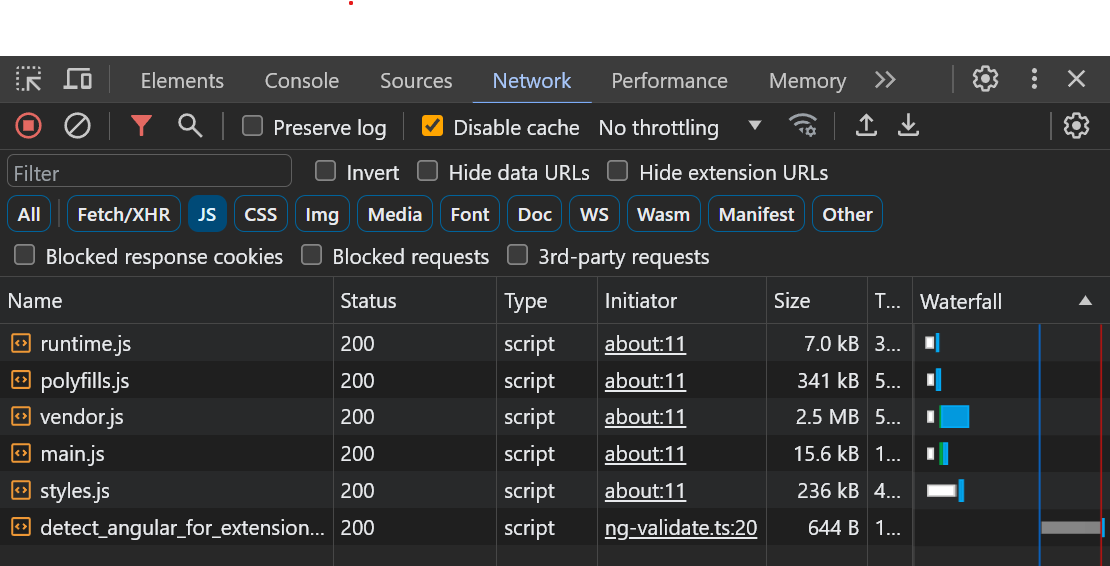 Elements Console Sources Network Performance Memory
Preserve log Disable cache No throttling
Filter Invert Hide data URLs Hide extension URLs
All Fetch/XHR JS CSS Img Media Font Doc WS Wasm Manifest Other
Blocked response cookies Blocked requests 3rd-party requests
Name Status Type Initiator Size T... Waterfall
runtime.js 200 script about:11 7.0 kB 3...
polyfills.js 200 script about:11 341 kB 5...
vendor.js 200 script about:11 2.5 MB 5...
main.js 200 script about:11 15.6 kB 1...
styles.js 200 script about:11 236 kB 4...
detect_angular_for_extension... 200 script ng-validate.ts:20 644 B 1...